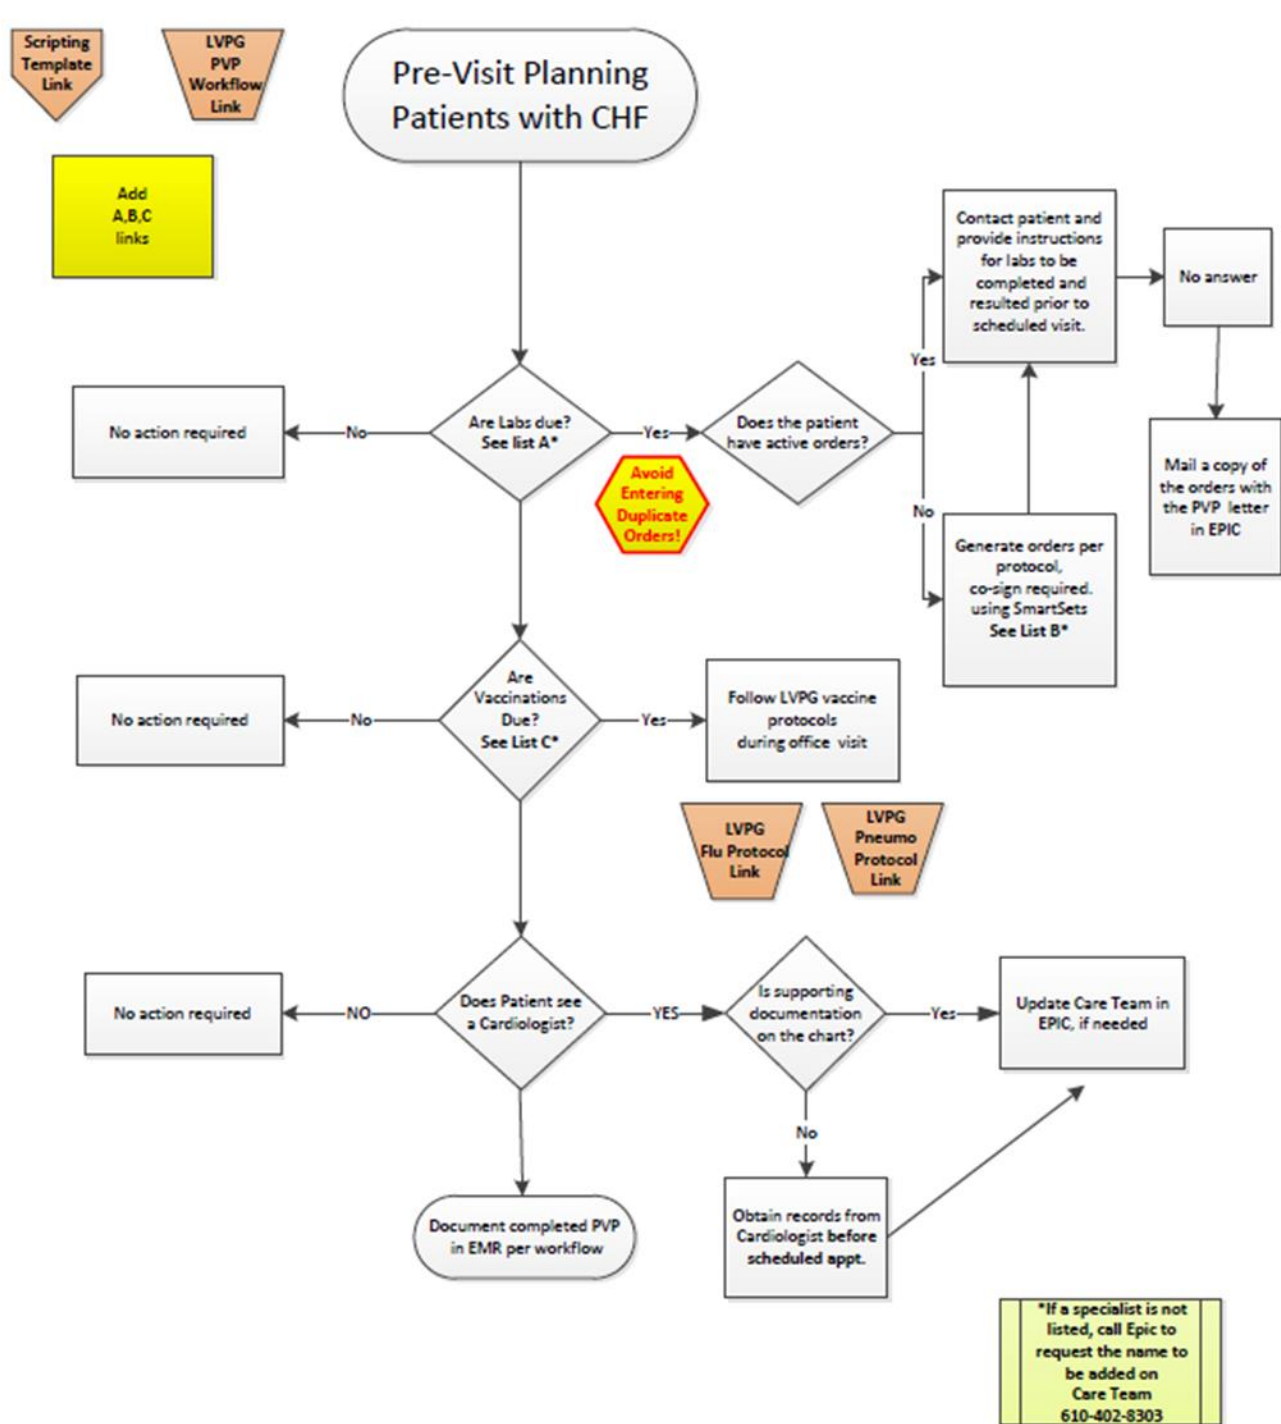 Scripting
Template
Link
LVPG
PVP
Workflow
Link
Pre-Visit Planning
Patients with CHF
Add
A,B,C
links
Contact patient and
provide instructions
for labs to be
completed and
resulted prior to
scheduled visit.
No answer
Yes
No action required
No
Are Labs due?
See list A*
Yes
Does the patient
have active orders?
Avoid
Entering
Duplicate
Orders!
No
Mail a copy of
the orders with
the PVP letter
in EPIC
Generate orders per
protocol,
co-sign required.
using SmartSets
See List B*
No action required
No
Are
Vaccinations
Due?
See List C*
Yes
Follow LVPG vaccine
protocols
during office visit
LVPG
Flu Protocol
Link
LVPG
Pneumo
Protocol
Link
No action required
NO
Does Patient see
a Cardiologist?
YES
Is supporting
documentation
on the chart?
Yes
Update Care Team in
EPIC, if needed
No
Document completed PVP
in EMR per workflow
Obtain records from
Cardiologist before
scheduled appt.
*If a specialist is not
listed, call Epic to
request the name to
be added on
Care Team
610-402-8303